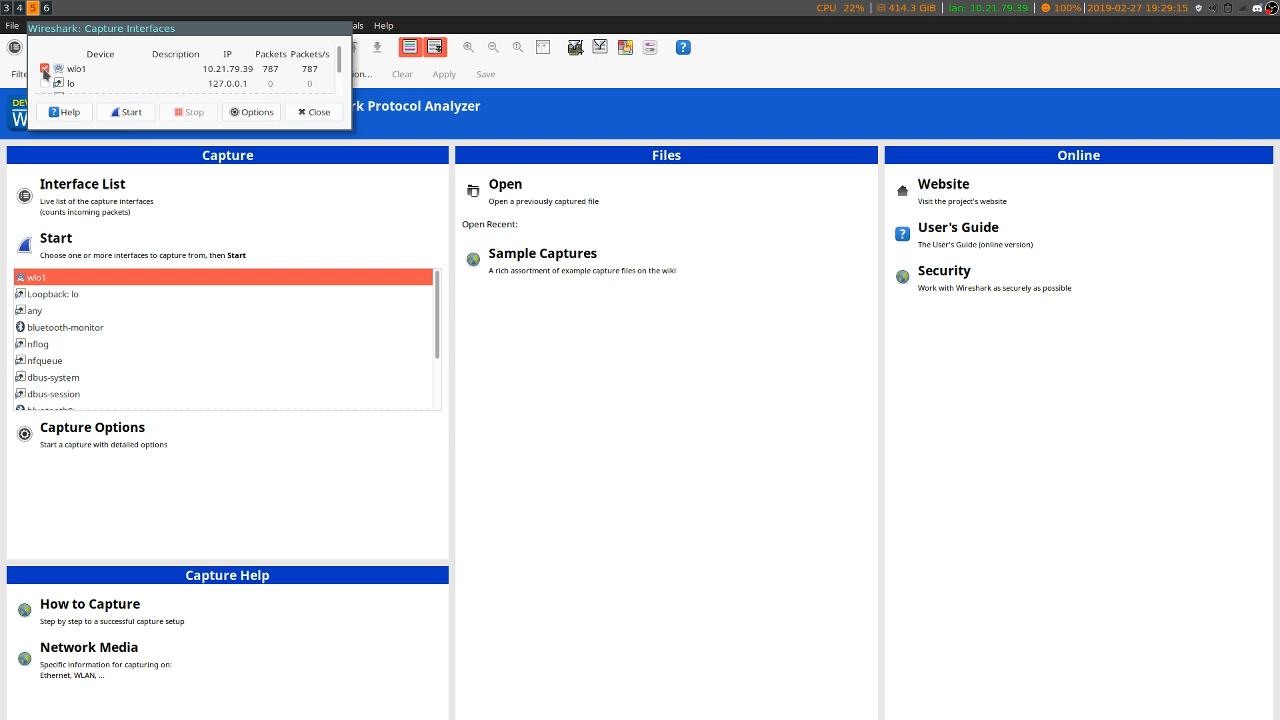 3 4 5 6
CPU 22% 414.3 GiB lan: 10.21.79.39 100% 2019-02-27 19:29:15
File Help
Wireshark: Capture Interfaces
Device Description IP Packets Packets/s
wlo1 10.21.79.39 787 787
lo 127.0.0.1 0 0
Help Start Stop Options Close
Clear Apply Save
Protocol Analyzer
Capture
Interface List
Live list of the capture interfaces
(counts incoming packets)
Start
Choose one or more interfaces to capture from, then Start
wlo1
Loopback: lo
any
bluetooth-monitor
nflog
nfqueue
dbus-system
dbus-session
Capture Options
Start a capture with detailed options
Capture Help
How to Capture
Step by step to a successful capture setup
Network Media
Specific information for capturing on:
Ethernet, WLAN, ...
Files
Open
Open a previously captured file
Open Recent:
Sample Captures
A rich assortment of example capture files on the wiki
Online
Website
Visit the project's website
User's Guide
The User's Guide (online version)
Security
Work with Wireshark as securely as possible